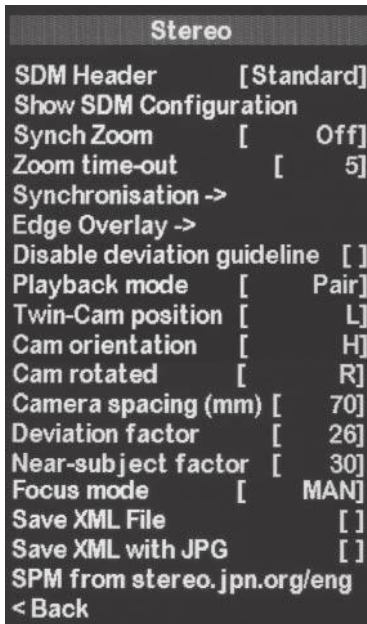 Stereo
SDM Header [Standard]
Show SDM Configuration
Synch Zoom [ Off]
Zoom time-out [ 5]
Synchronisation ->
Edge Overlay ->
Disable deviation guideline [ ]
Playback mode [ Pair]
Twin-Cam position [ L]
Cam orientation [ H]
Cam rotated [ R]
Camera spacing (mm) [ 70]
Deviation factor [ 26]
Near-subject factor [ 30]
Focus mode [ MAN]
Save XML File [ ]
Save XML with JPG [ ]
SPM from stereo.jpn.org/eng
< Back